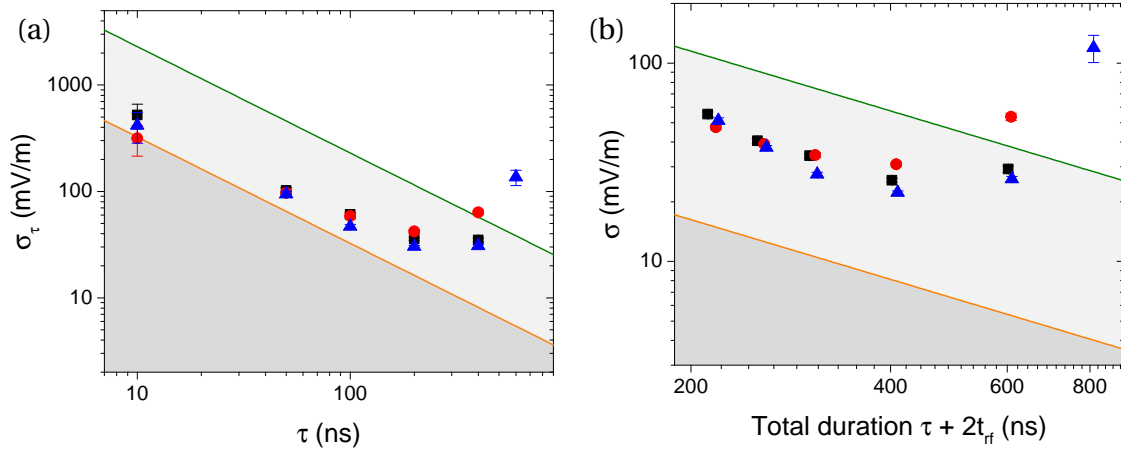 (a)
σ_τ (mV/m)
1000
100
10
10
100
τ (ns)
(b)
σ (mV/m)
100
10
200
400
600
800
Total duration τ + 2t_rf (ns)